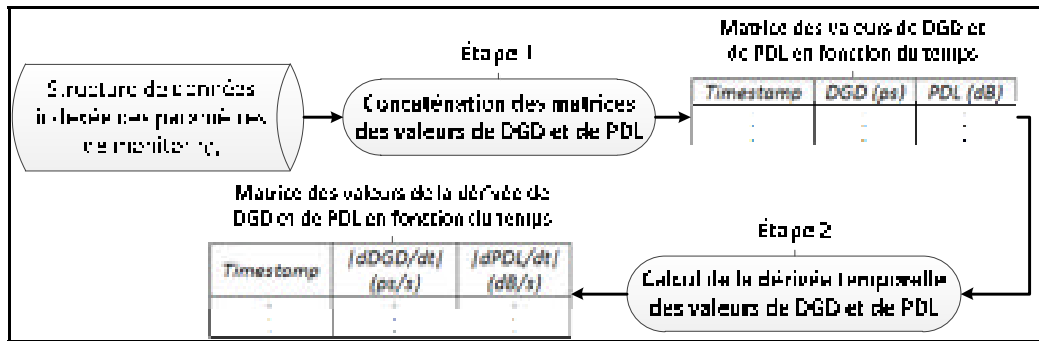 Structure de données
indexée des paramètres
de monitoring
Étape 1
Concaténation des matrices
des valeurs de DGD et de PDL
Matrice des valeurs de DGD et
de PDL en fonction du temps
Timestamp DGD (ps) PDL (dB)
Étape 2
Calcul de la dérivée temporelle
des valeurs de DGD et de PDL
Matrice des valeurs de la dérivée de
DGD et de PDL en fonction du temps
Timestamp |dDGD/dt| (ps/s) |dPDL/dt| (dB/s)